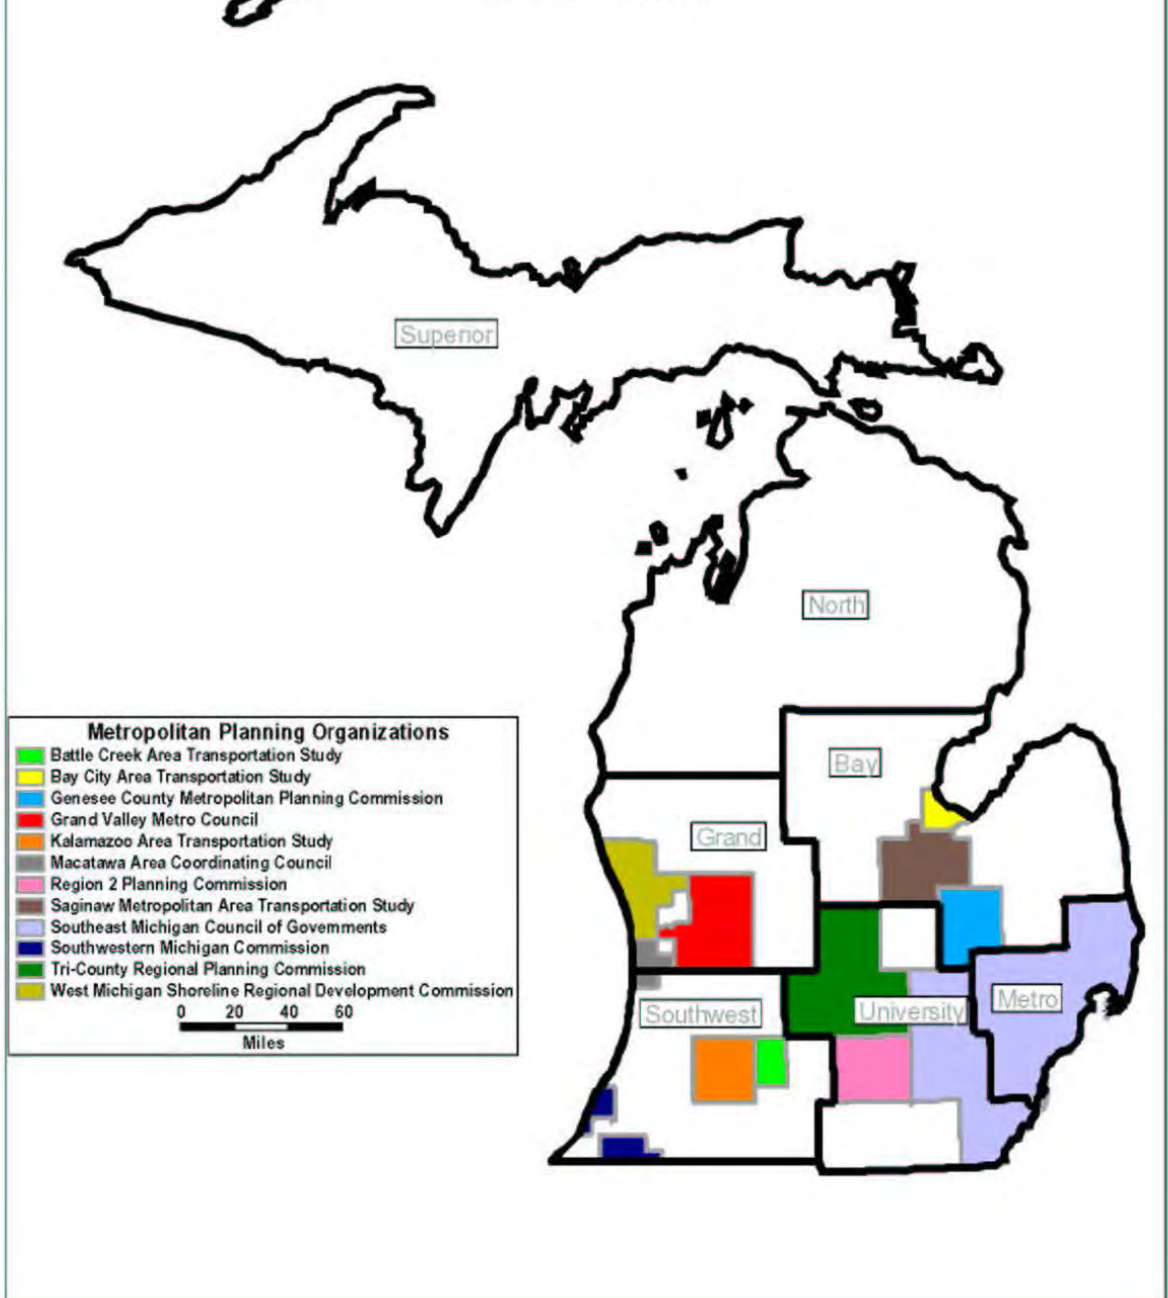 Superior
North
Metropolitan Planning Organizations
Battle Creek Area Transportation Study
Bay City Area Transportation Study
Genesee County Metropolitan Planning Commission
Grand Valley Metro Council
Kalamazoo Area Transportation Study
Macatawa Area Coordinating Council
Region 2 Planning Commission
Saginaw Metropolitan Area Transportation Study
Southeast Michigan Council of Governments
Southwestern Michigan Commission
Tri-County Regional Planning Commission
West Michigan Shoreline Regional Development Commission
0 20 40 60
Miles
Bay
Grand
Southwest
University
Metro